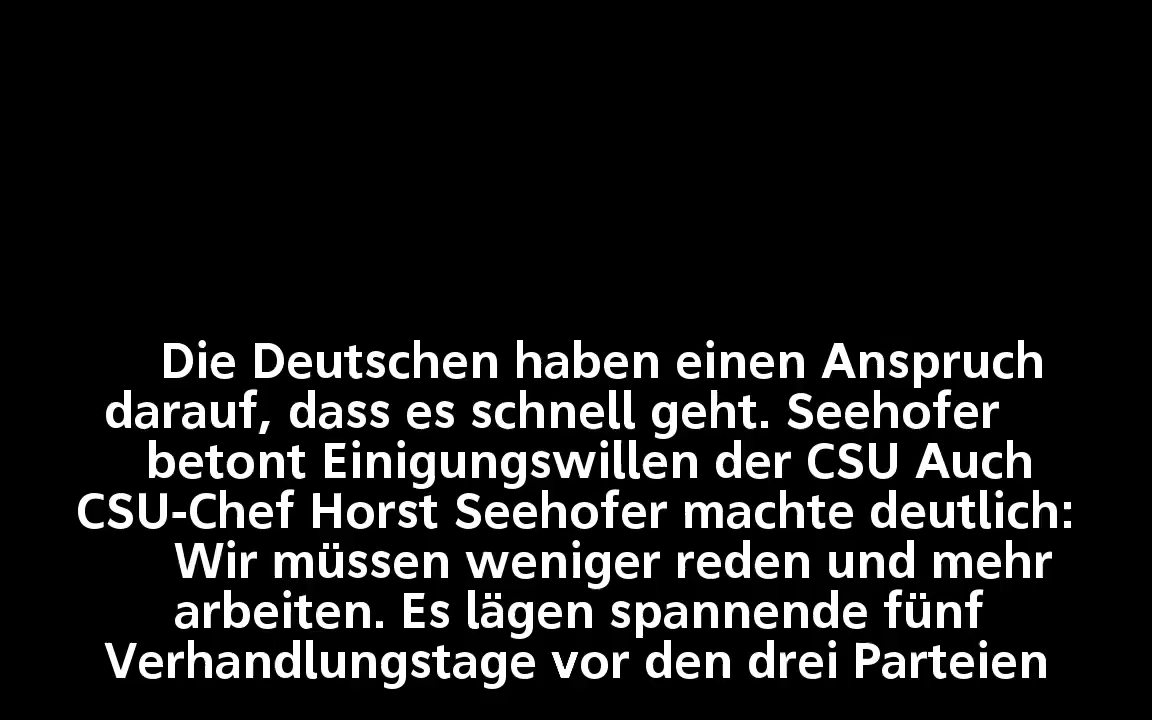 Die Deutschen haben einen Anspruch
darauf, dass es schnell geht. Seehofer
betont Einigungswillen der CSU Auch
CSU-Chef Horst Seehofer machte deutlich:
Wir müssen weniger reden und mehr
arbeiten. Es lägen spannende fünf
Verhandlungstage vor den drei Parteien